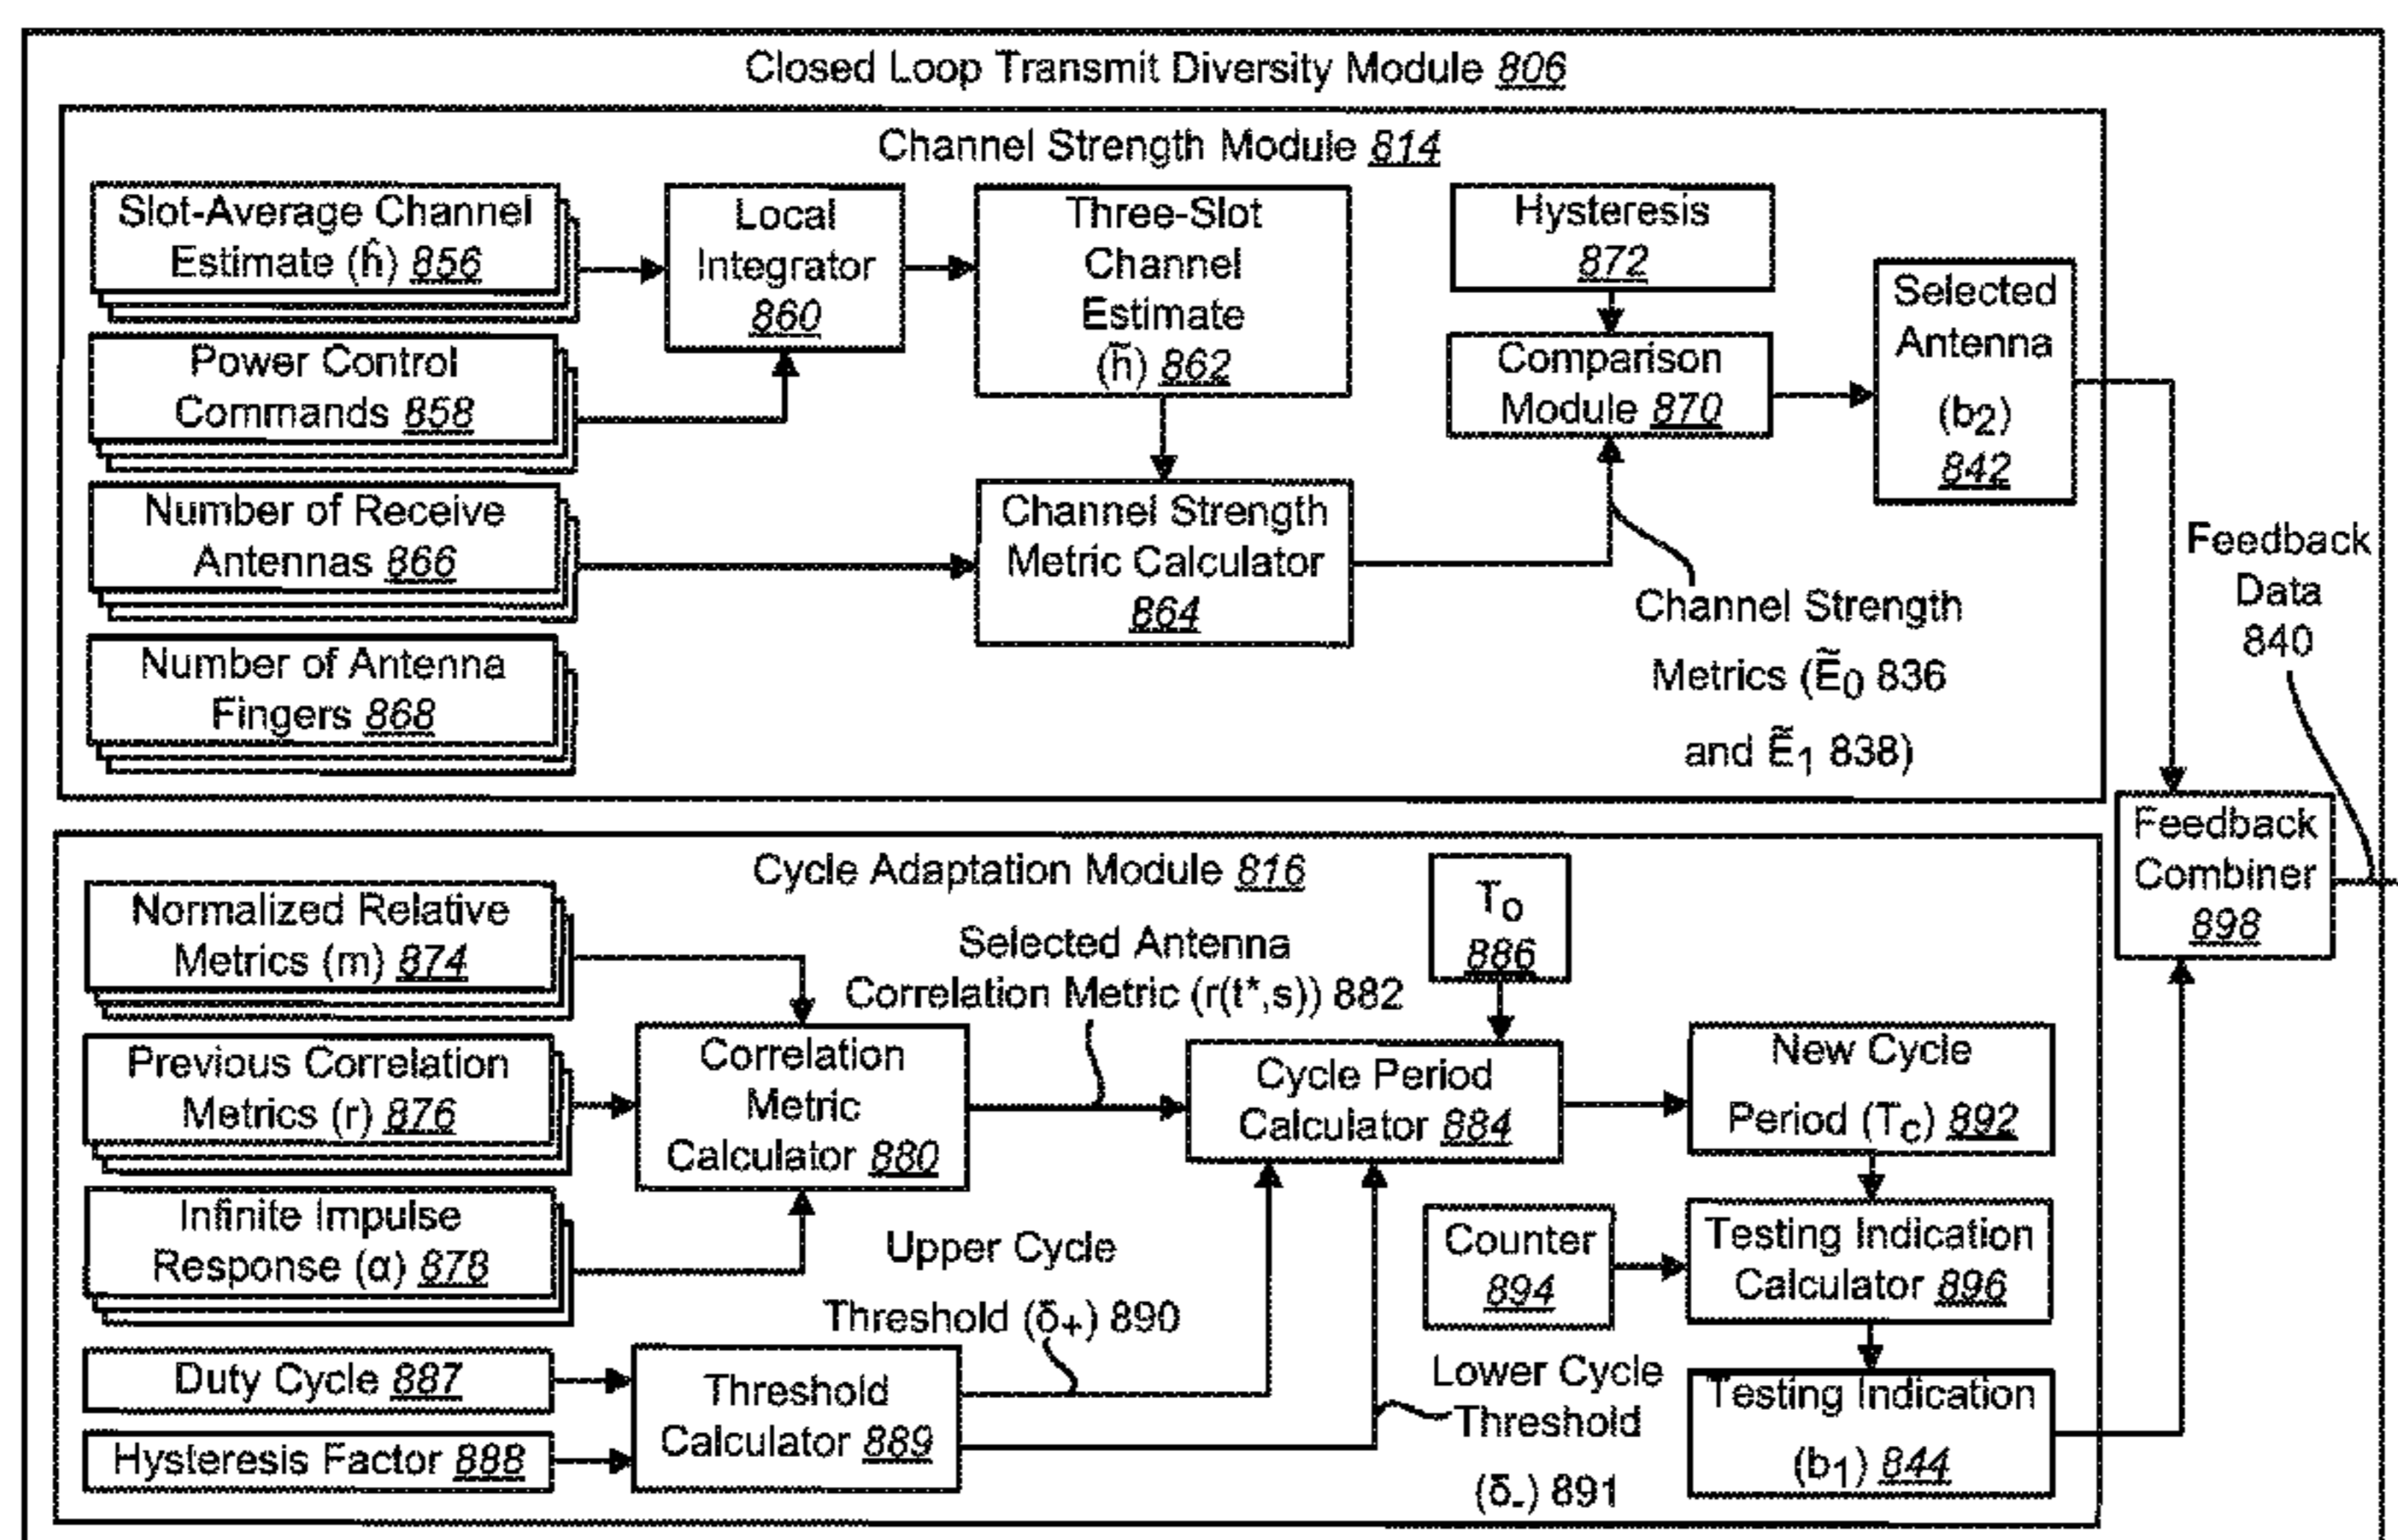 Closed Loop Transmit Diversity Module 806
Channel Strength Module 814
Slot-Average Channel
Estimate (ĥ) 856
Power Control
Commands 858
Number of Receive
Antennas 866
Number of Antenna
Fingers 868
Local
Integrator
860
Three-Slot
Channel
Estimate
(h̃) 862
Channel Strength
Metric Calculator
864
Hysteresis
872
Comparison
Module 870
Selected
Antenna
(b₂)
842
Channel Strength
Metrics (Ẽ₀ 836
and Ẽ₁ 838)
Feedback
Data
840
Feedback
Combiner
898
Cycle Adaptation Module 816
Normalized Relative
Metrics (m) 874
Previous Correlation
Metrics (r) 876
Infinite Impulse
Response (α) 878
Duty Cycle 887
Hysteresis Factor 888
Correlation
Metric
Calculator 880
Threshold
Calculator 889
Selected Antenna
Correlation Metric (r(t*,s)) 882
Upper Cycle
Threshold (δ₊) 890
T₀
886
Cycle Period
Calculator 884
Lower Cycle
Threshold
(δ₋) 891
New Cycle
Period (T_C) 892
Counter
894
Testing Indication
Calculator 896
Testing Indication
(b₁) 844